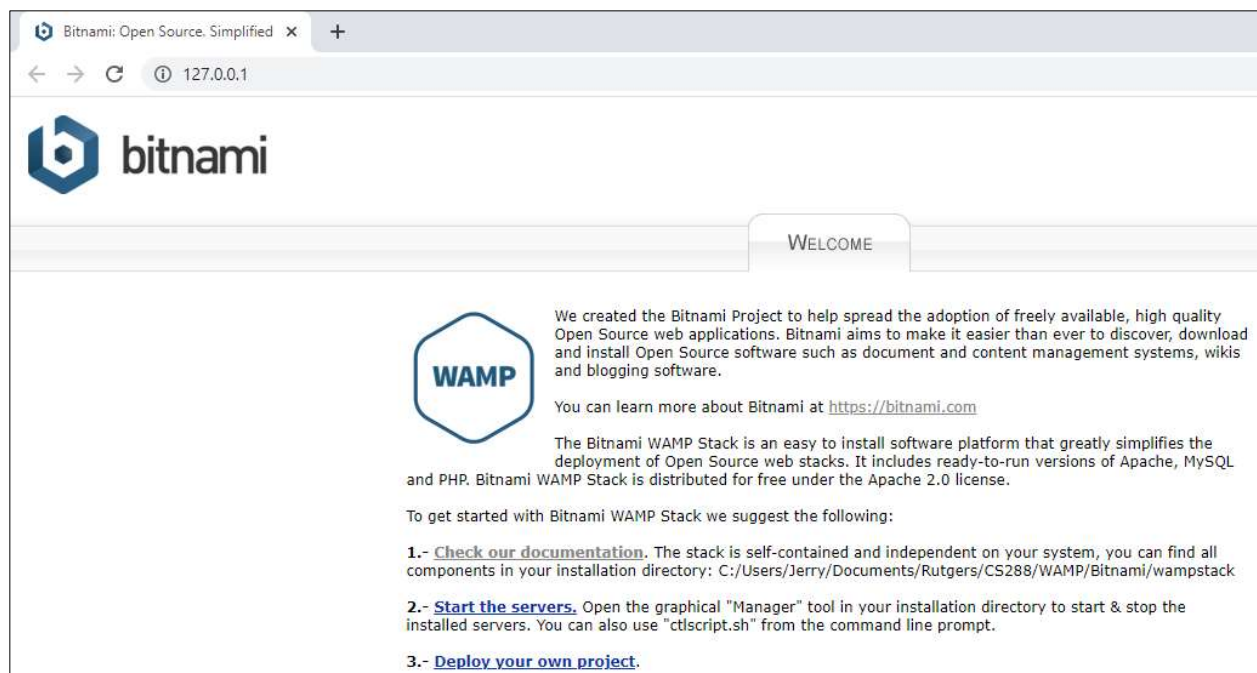 Bitnami: Open Source. Simplified
127.0.0.1
bitnami
WELCOME
WAMP
We created the Bitnami Project to help spread the adoption of freely available, high quality
Open Source web applications. Bitnami aims to make it easier than ever to discover, download
and install Open Source software such as document and content management systems, wikis
and blogging software.
You can learn more about Bitnami at https://bitnami.com
The Bitnami WAMP Stack is an easy to install software platform that greatly simplifies the
deployment of Open Source web stacks. It includes ready-to-run versions of Apache, MySQL
and PHP. Bitnami WAMP Stack is distributed for free under the Apache 2.0 license.
To get started with Bitnami WAMP Stack we suggest the following:
1.- Check our documentation. The stack is self-contained and independent on your system, you can find all
components in your installation directory: C:/Users/Jerry/Documents/Rutgers/CS288/WAMP/Bitnami/wampstack
2.- Start the servers. Open the graphical "Manager" tool in your installation directory to start & stop the
installed servers. You can also use "ctlscript.sh" from the command line prompt.
3.- Deploy your own project.